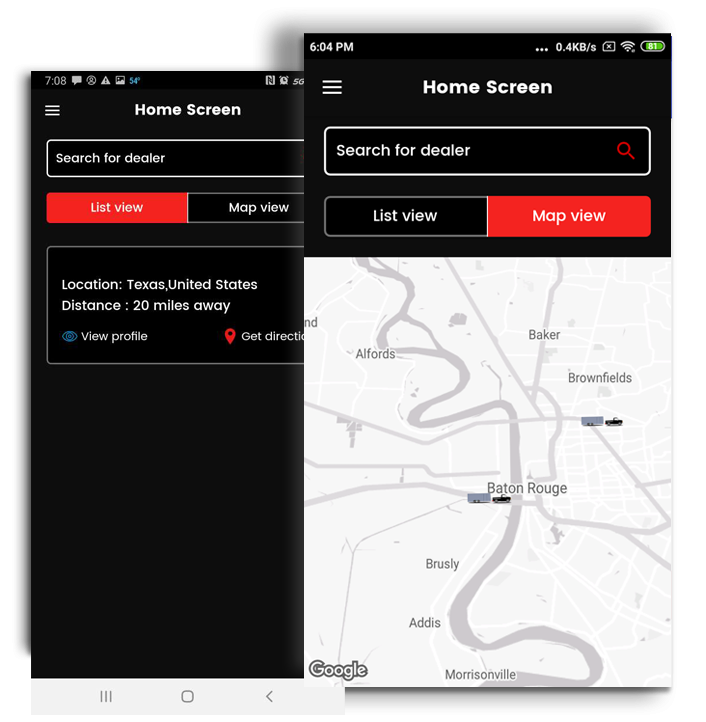 7:08
54°
5G
Home Screen
Search for dealer
List view
Map view
Location: Texas,United States
Distance : 20 miles away
View profile
Get directio
6:04 PM
... 0.4KB/s
81
Home Screen
Search for dealer
List view
Map view
nd
Alfords
Baker
Brownfields
Baton Rouge
Brusly
Addis
Morrisonville
Google